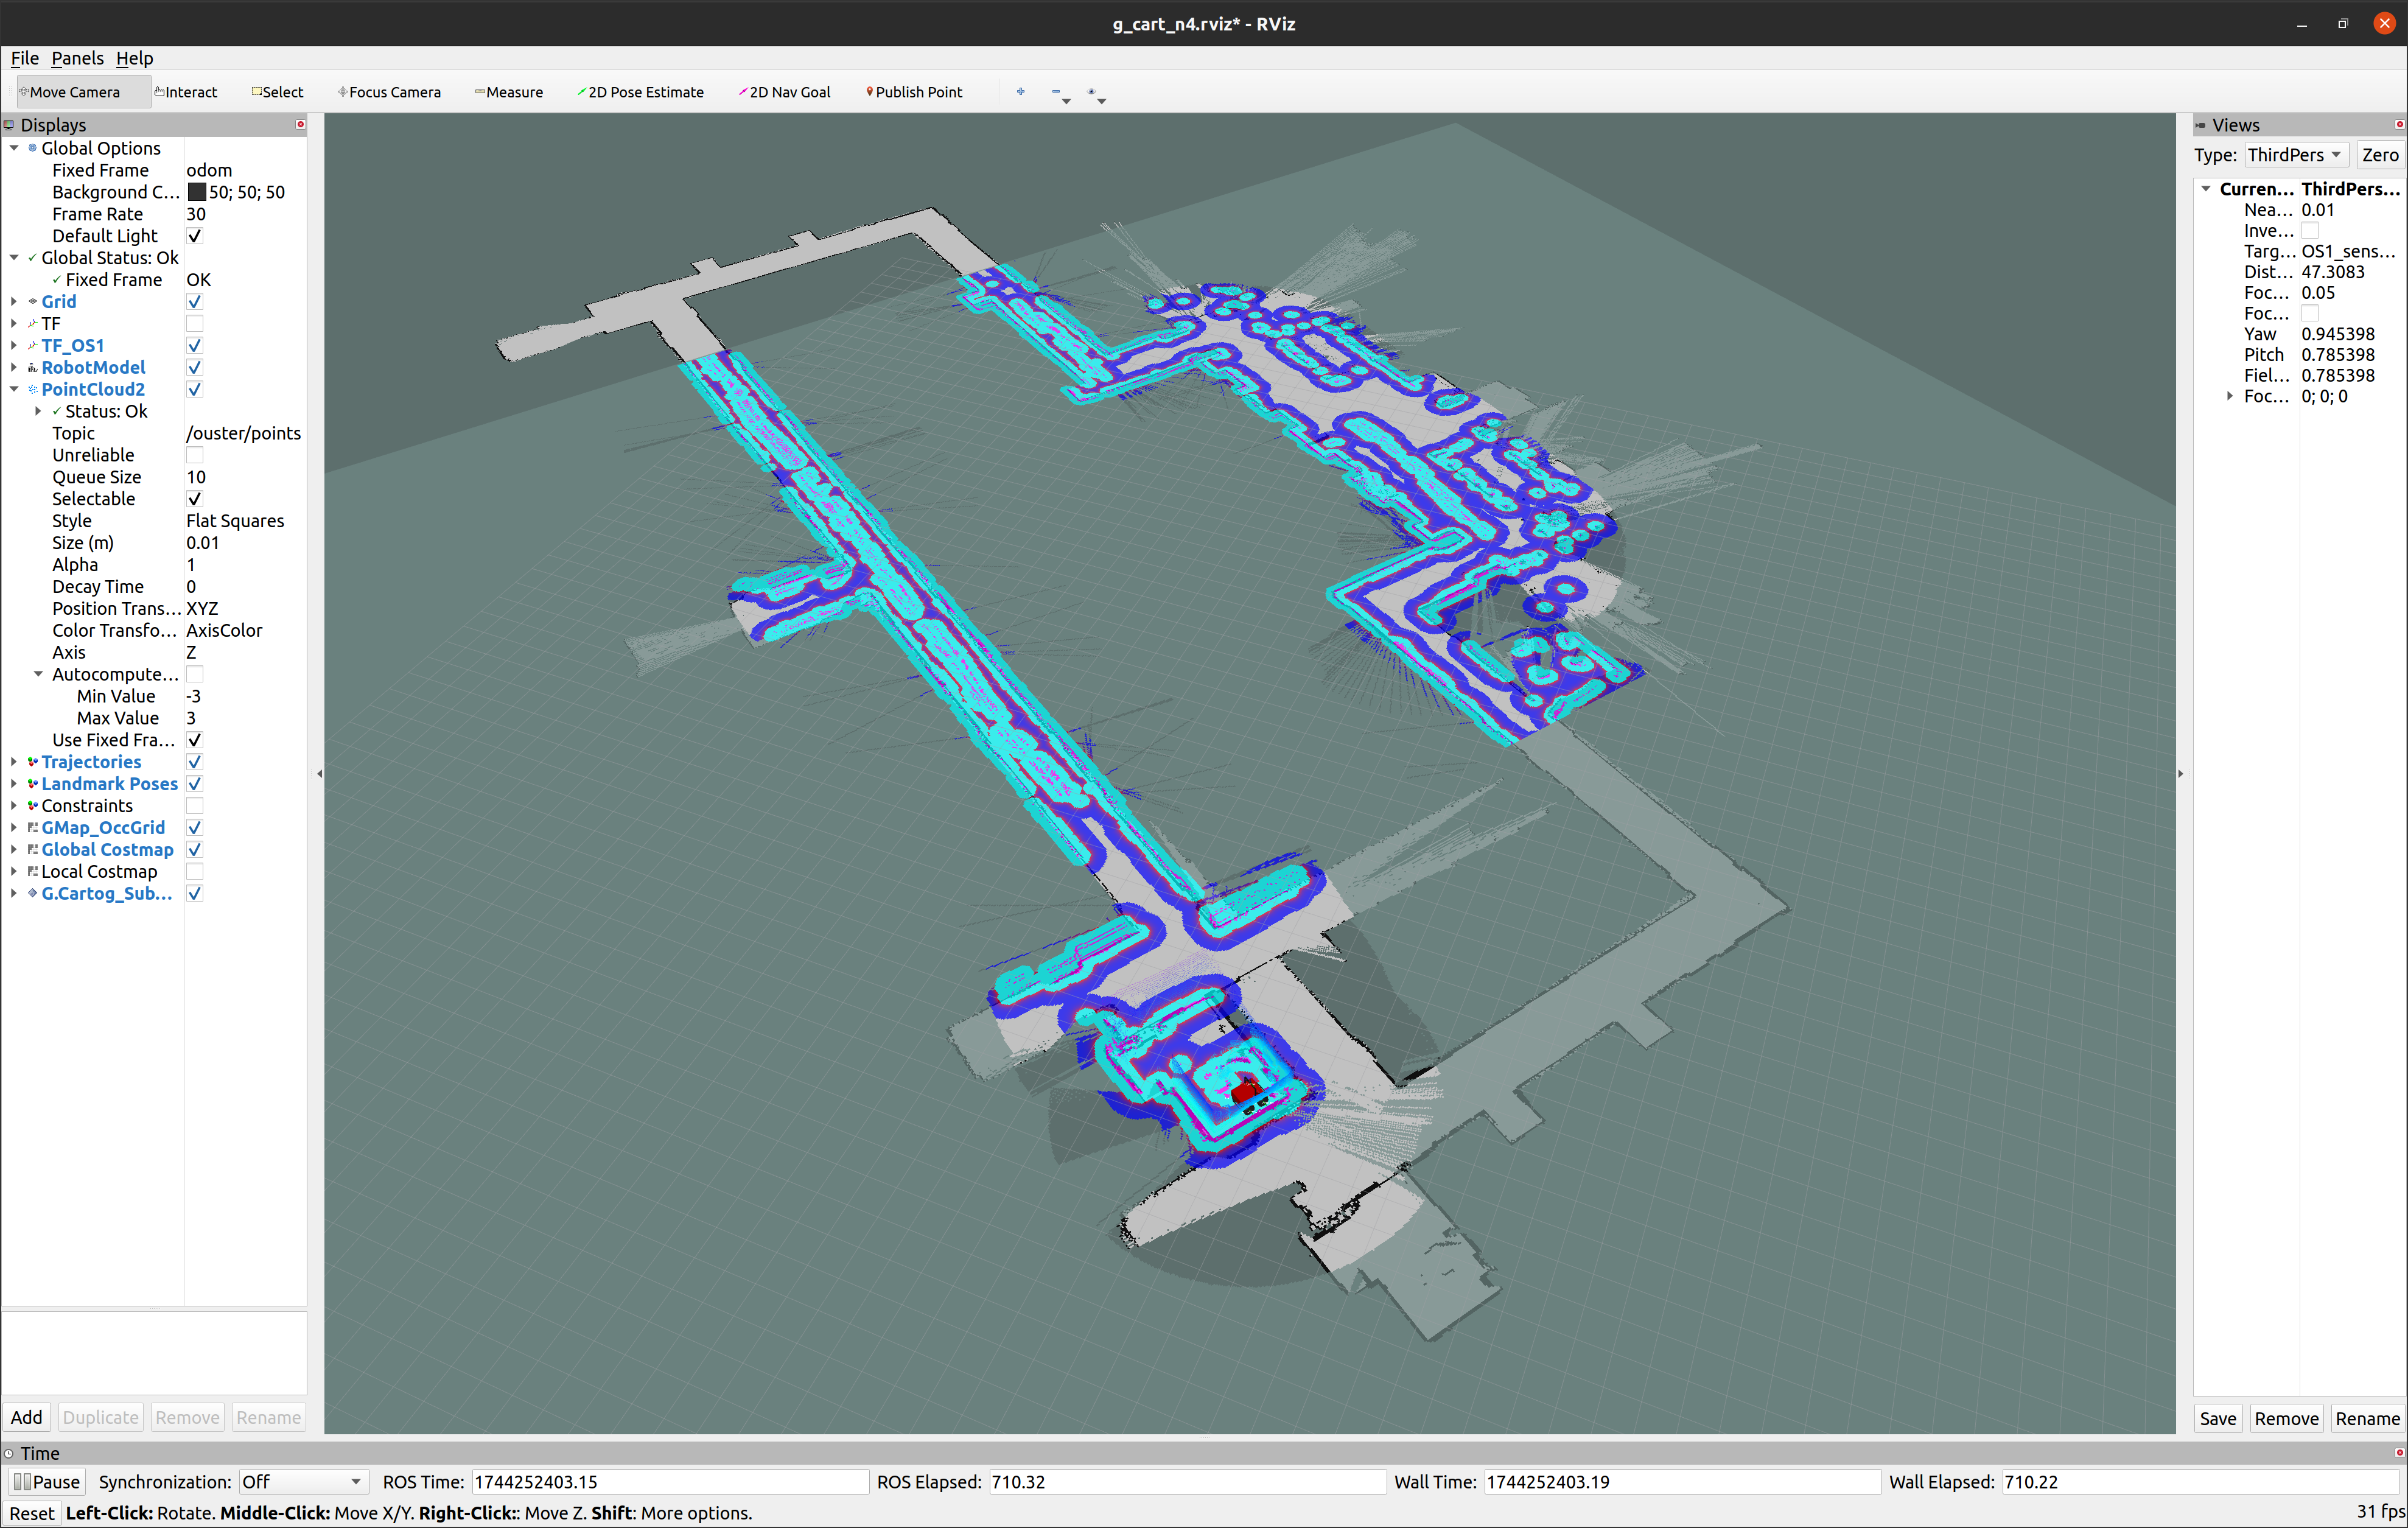 g_cart_n4.rviz* - RViz
File Panels Help
Move Camera Interact Select Focus Camera Measure 2D Pose Estimate 2D Nav Goal Publish Point
Displays
Global Options
Fixed Frame odom
Background C... 50; 50; 50
Frame Rate 30
Default Light
Global Status: Ok
Fixed Frame OK
Grid
TF
TF_OS1
RobotModel
PointCloud2
Status: Ok
Topic /ouster/points
Unreliable
Queue Size 10
Selectable
Style Flat Squares
Size (m) 0.01
Alpha 1
Decay Time 0
Position Trans... XYZ
Color Transfo... AxisColor
Axis Z
Autocompute...
Min Value -3
Max Value 3
Use Fixed Fra...
Trajectories
Landmark Poses
Constraints
GMap_OccGrid
Global Costmap
Local Costmap
G.Cartog_Sub...
Add Duplicate Remove Rename
Views
Type: ThirdPers Zero
Curren... ThirdPers...
Nea... 0.01
Inve...
Targ... OS1_sens...
Dist... 47.3083
Foc... 0.05
Foc...
Yaw 0.945398
Pitch 0.785398
Fiel... 0.785398
Foc... 0; 0; 0
Save Remove Rename
Time
Pause Synchronization: Off ROS Time: 1744252403.15 ROS Elapsed: 710.32 Wall Time: 1744252403.19 Wall Elapsed: 710.22
Reset Left-Click: Rotate. Middle-Click: Move X/Y. Right-Click:: Move Z. Shift: More options. 31 fps